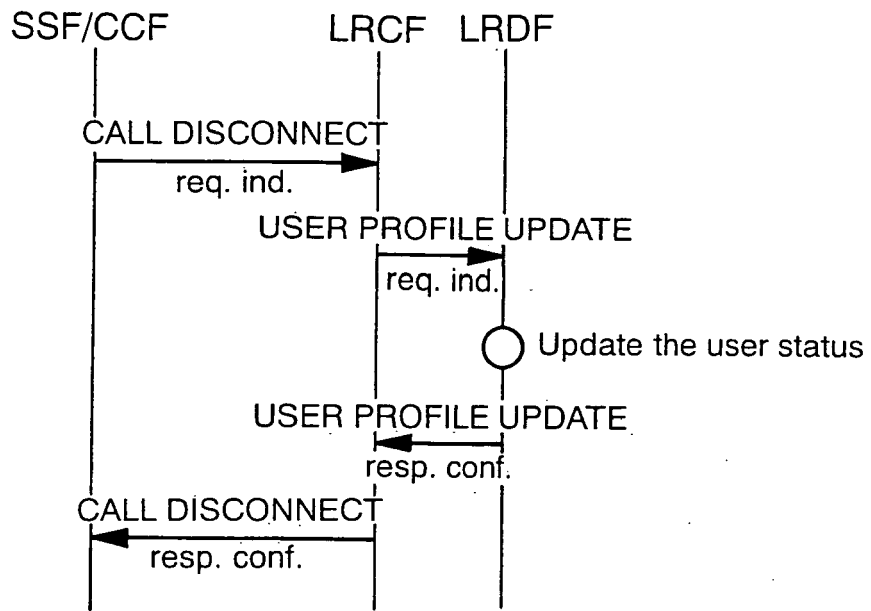 SSF/CCF LRCF LRDF
CALL DISCONNECT
req. ind.
USER PROFILE UPDATE
req. ind.
Update the user status
USER PROFILE UPDATE
resp. conf.
CALL DISCONNECT
resp. conf.